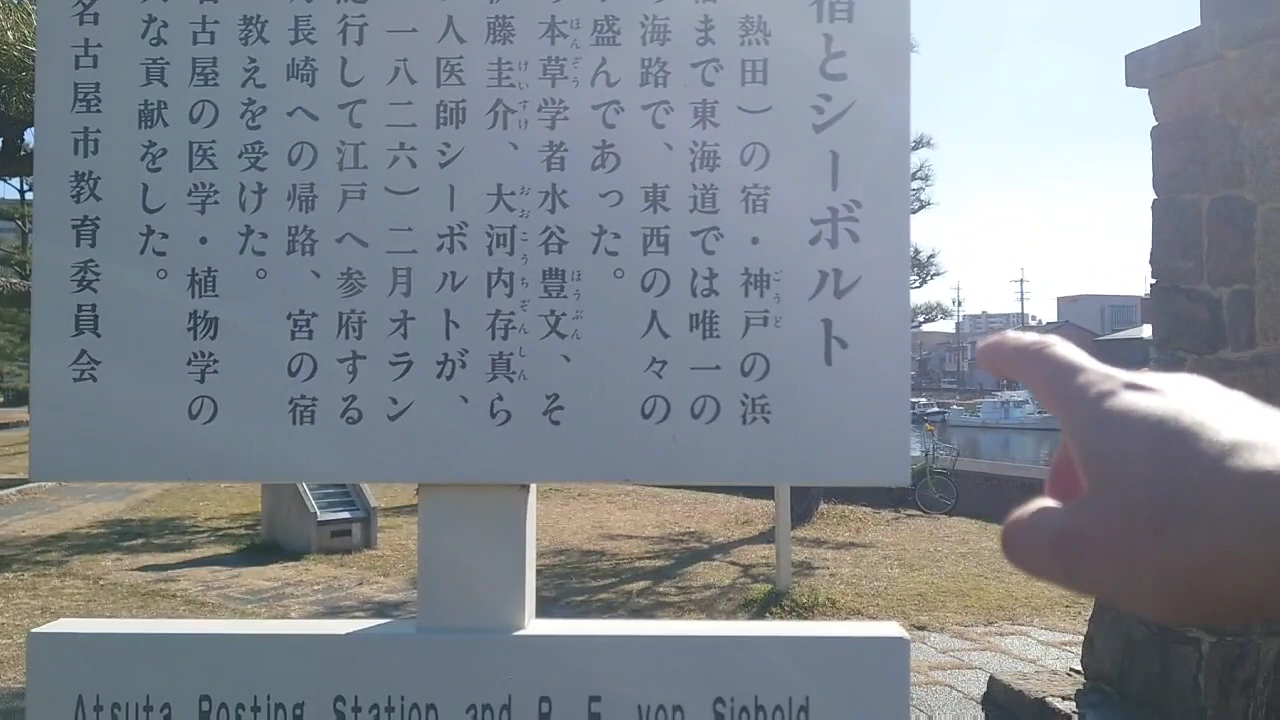 宿とシーボルト
熱田）の宿・神戸の浜
まで東海道では唯一の
海路で、東西の人々の
盛んであった。
本草学者水谷豊文、そ
伊藤圭介、大河内存真ら
人医師シーボルトが、
一八二六）二月オラン
随行して江戸へ参府する
長崎への帰路、宮の宿
教えを受けた。
名古屋の医学・植物学の
な貢献をした。
名古屋市教育委員会
Atsuta Posting Station and P. F. von Siebold